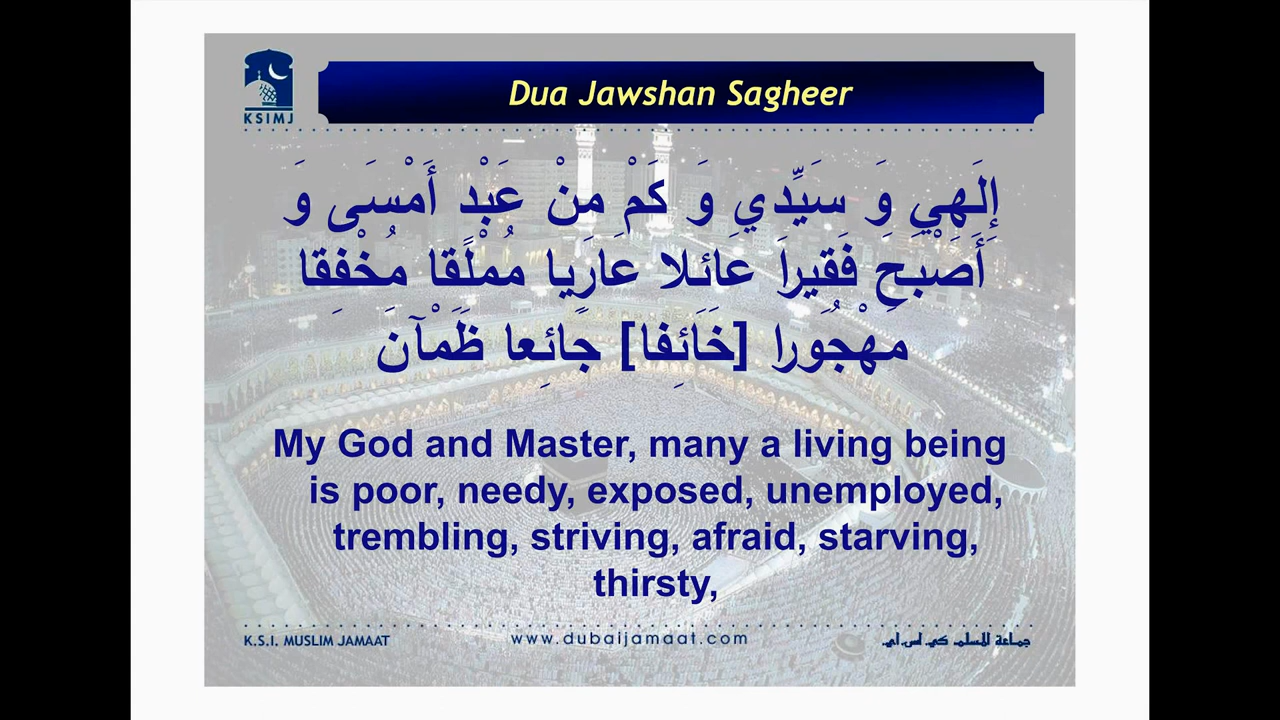 KSIMJ
Dua Jawshan Sagheer
إِلَهِي وَ سَيِّدِي وَ كَمْ مِنْ عَبْدٍ أَمْسَى وَ
أَصْبَحَ فَقِيراً عَائِلا عَارِيا مُمْلِقا مُخْفِقا
مَهْجُورا [خَائِفا] جَائِعا ظَمْآنَ
My God and Master, many a living being
is poor, needy, exposed, unemployed,
trembling, striving, afraid, starving,
thirsty,
K.S.I. MUSLIM JAMAAT
www.dubaijamaat.com